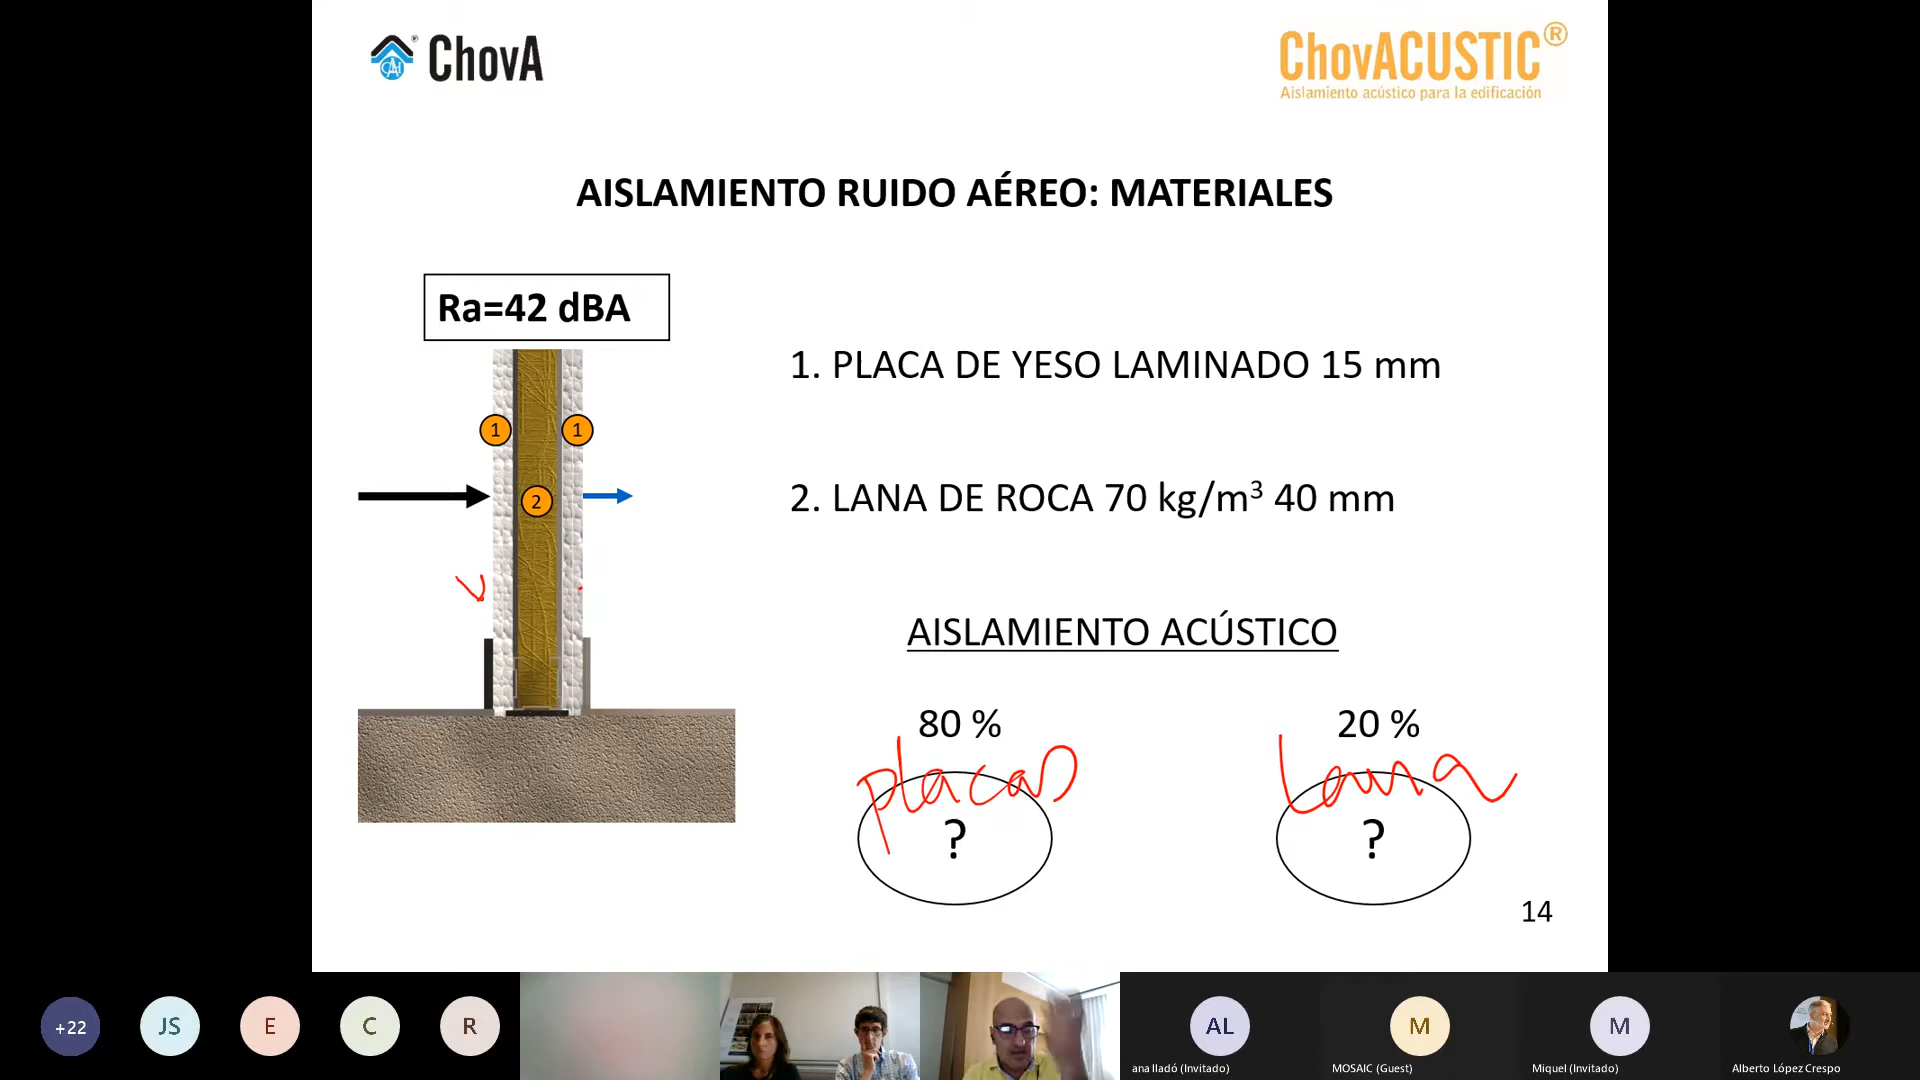 ChovA
ChovACUSTIC®
Aislamiento acústico para la edificación
AISLAMIENTO RUIDO AÉREO: MATERIALES
Ra=42 dBA
1. PLACA DE YESO LAMINADO 15 mm
1 1
2. LANA DE ROCA 70 kg/m³ 40 mm
2
AISLAMIENTO ACÚSTICO
80 % 20 %
placas lana
? ?
14
+22 JS E C R AL M M
ana lladó (Invitado) MOSAIC (Guest) Miquel (Invitado) Alberto López Crespo